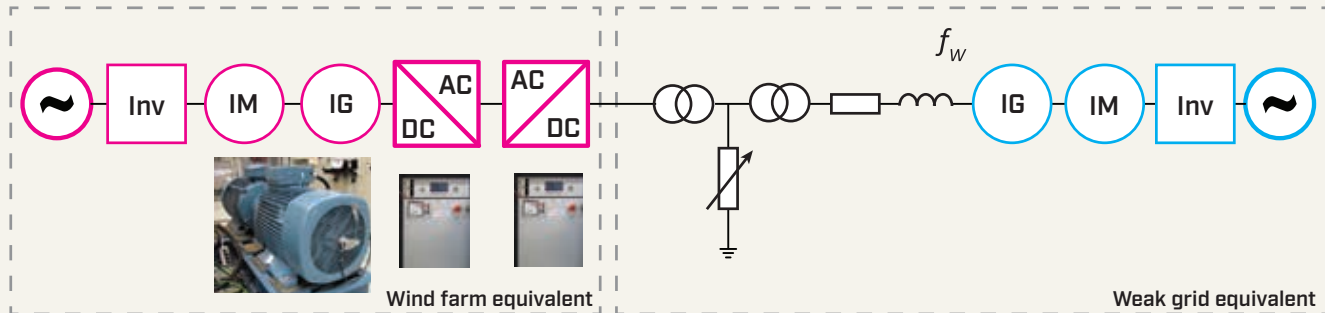 f_W
~ Inv IM IG AC DC AC DC IG IM Inv ~
Wind farm equivalent
Weak grid equivalent